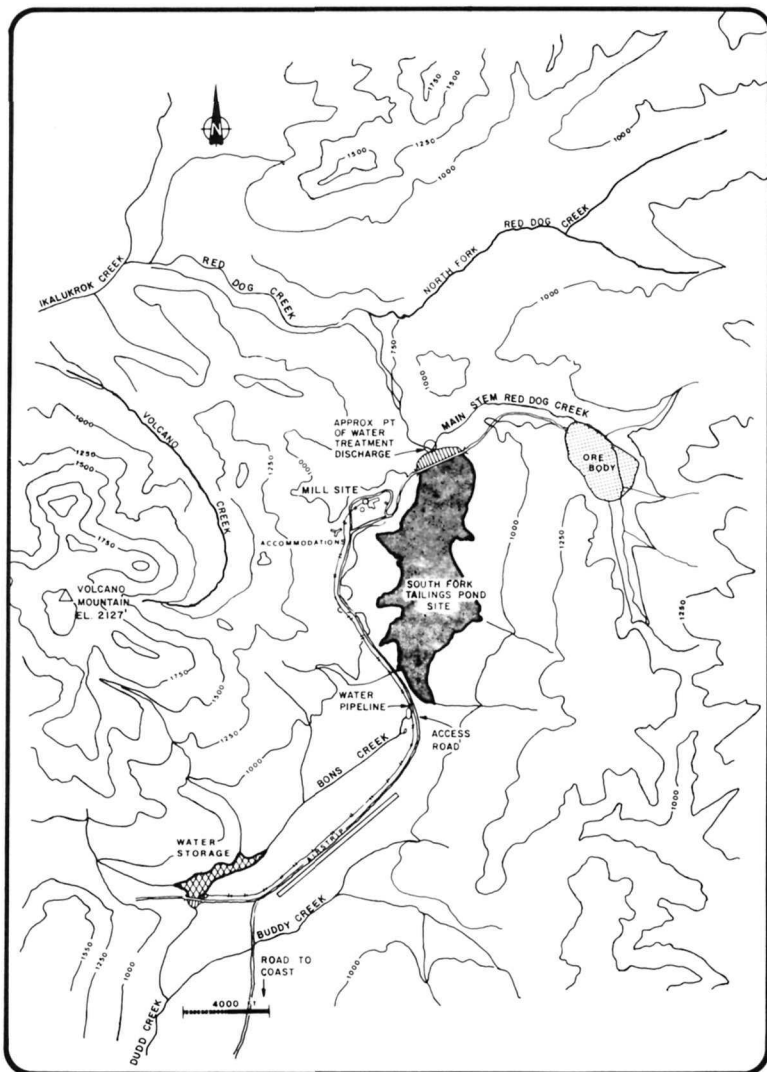 1750
1500
1250
1000
1500
1000
N
RED DOG CREEK
NORTH FORK
IKALUKROK CREEK
RED
DOG CREEK
1000
750
1000
MAIN STEM RED DOG CREEK
APPROX PT
OF WATER
TREATMENT
DISCHARGE
VOLCANO
CREEK
1000
1250
1500
1750
1250
1000
ORE
BODY
MILL SITE
ACCOMMODATIONS
1000
1250
SOUTH FORK
TAILINGS POND
SITE
VOLCANO
MOUNTAIN
EL. 2127'
1250
1750
1500
1250
1000
WATER
PIPELINE
ACCESS
ROAD
BONS CREEK
1000
WATER
STORAGE
AIRSTRIP
BUDDY CREEK
1550
1250
1000
ROAD TO
COAST
4000'
DUDD CREEK